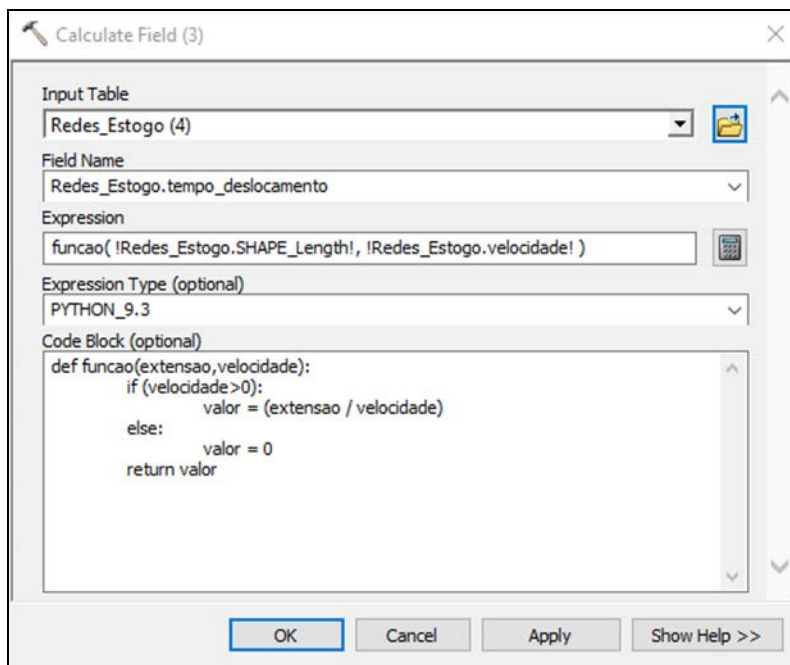 Calculate Field (3)
Input Table
Redes_Estogo (4)
Field Name
Redes_Estogo.tempo_deslocamento
Expression
funcao( !Redes_Estogo.SHAPE_Length!, !Redes_Estogo.velocidade! )
Expression Type (optional)
PYTHON_9.3
Code Block (optional)
def funcao(extensao,velocidade):
if (velocidade>0):
valor = (extensao / velocidade)
else:
valor = 0
return valor
OK Cancel Apply Show Help >>